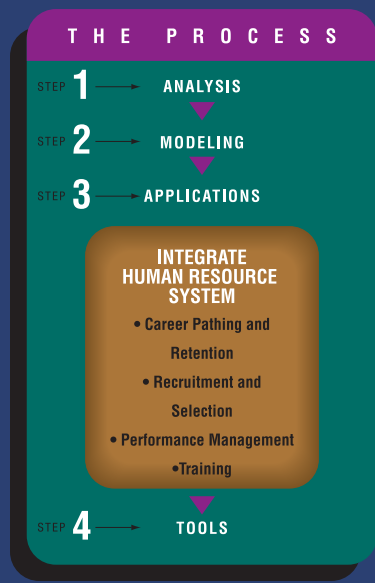 THE PROCESS
STEP 1 ANALYSIS
STEP 2 MODELING
STEP 3 APPLICATIONS
INTEGRATE
HUMAN RESOURCE
SYSTEM
• Career Pathing and
Retention
• Recruitment and
Selection
• Performance Management
•Training
STEP 4 TOOLS